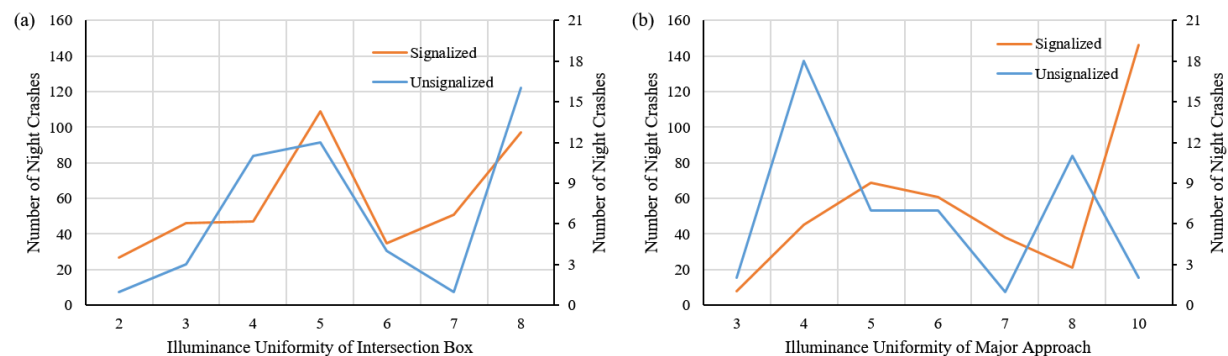 (a)
160
140
120
100
80
60
40
20
0
Number of Night Crashes
Signalized
Unsignalized
21
18
15
12
9
6
3
0
Number of Night Crashes
2 3 4 5 6 7 8
Illuminance Uniformity of Intersection Box
(b)
160
140
120
100
80
60
40
20
0
Number of Night Crashes
Signalized
Unsignalized
21
18
15
12
9
6
3
0
Number of Night Crashes
3 4 5 6 7 8 10
Illuminance Uniformity of Major Approach